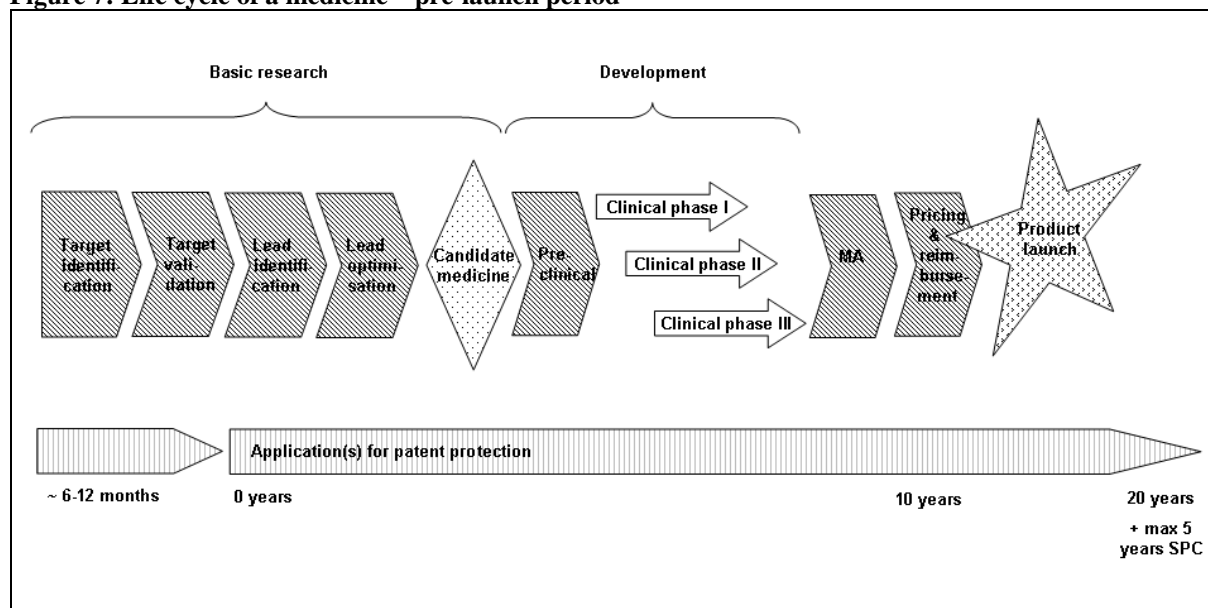 Figure 7: Life cycle of a medicine – pre-launch period
Basic research
Development
Target
identifi-
cation
Target
vali-
dation
Lead
identifi-
cation
Lead
optimi-
sation
Candidate
medicine
Pre-
clinical
Clinical phase I
Clinical phase II
Clinical phase III
MA
Pricing
&
reim-
burse-
ment
Product
launch
Application(s) for patent protection
~ 6-12 months
0 years
10 years
20 years
+ max 5
years SPC